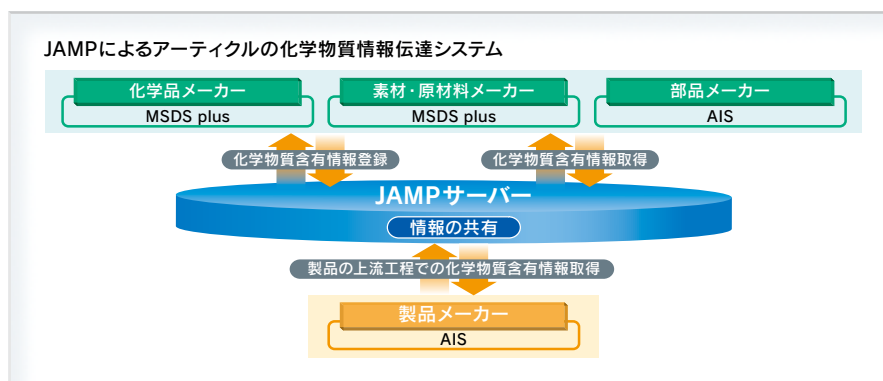 JAMPによるアーティクルの化学物質情報伝達システム
化学品メーカー
MSDS plus
素材・原材料メーカー
MSDS plus
部品メーカー
AIS
化学物質含有情報登録
化学物質含有情報取得
JAMPサーバー
情報の共有
製品の上流工程での化学物質含有情報取得
製品メーカー
AIS